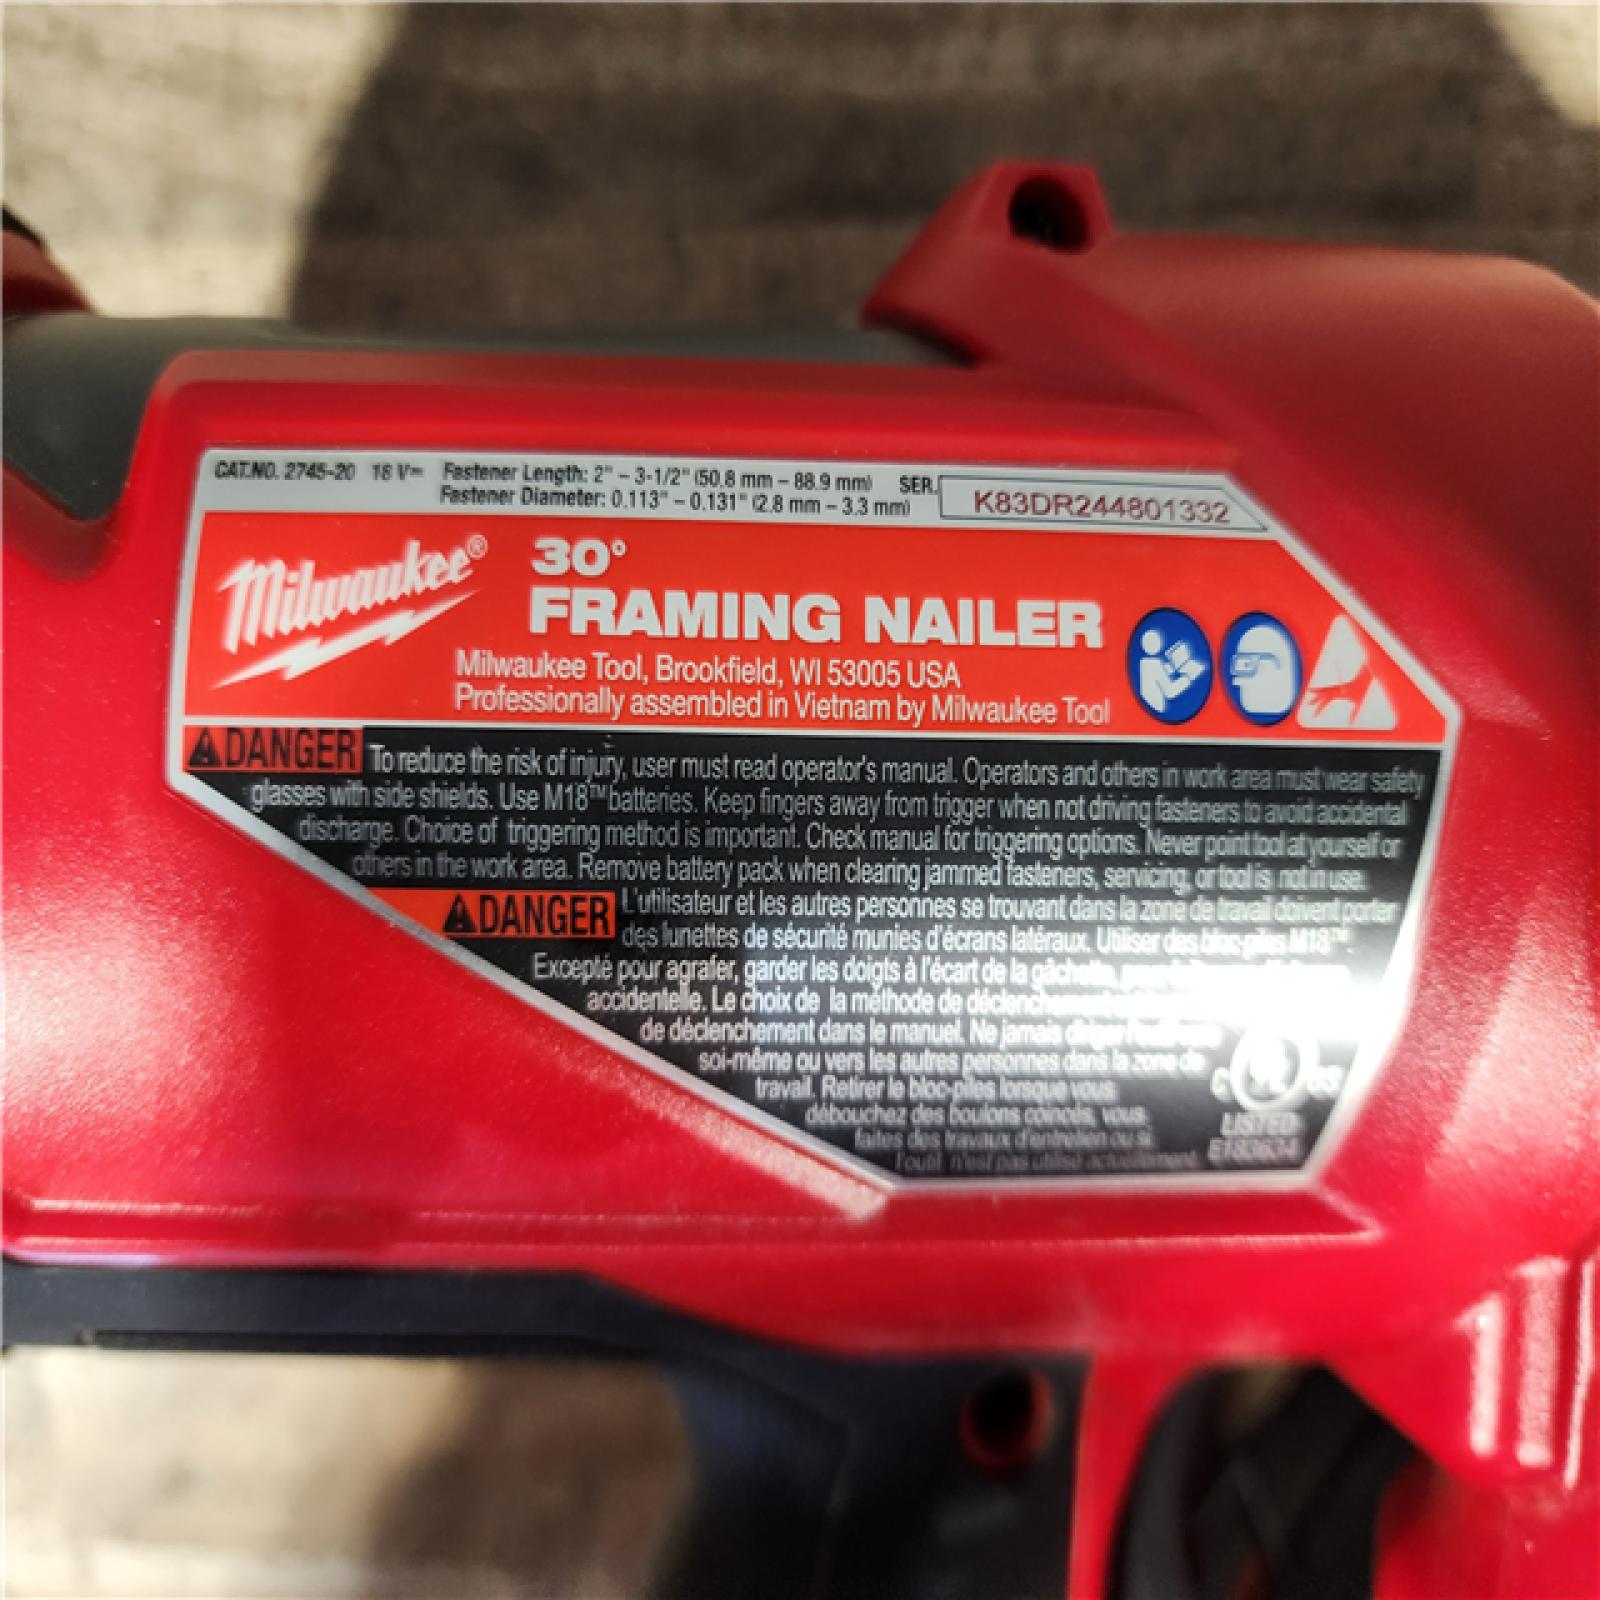 CAT.NO. 2745-20 18 V⎓ Fastener Length: 2" – 3-1/2" (50.8 mm – 88.9 mm) SER.
Fastener Diameter: 0.113" – 0.131" (2.8 mm – 3.3 mm)
K83DR244801332
Milwaukee®
30°
FRAMING NAILER
Milwaukee Tool, Brookfield, WI 53005 USA
Professionally assembled in Vietnam by Milwaukee Tool
DANGER To reduce the risk of injury, user must read operator's manual. Operators and others in work area must wear safety
glasses with side shields. Use M18™ batteries. Keep fingers away from trigger when not driving fasteners to avoid accidental
discharge. Choice of triggering method is important. Check manual for triggering options. Never point tool at yourself or
others in the work area. Remove battery pack when clearing jammed fasteners, servicing, or tool is not in use.
DANGER L'utilisateur et les autres personnes se trouvant dans la zone de travail doivent porter
des lunettes de sécurité munies d'écrans latéraux. Utiliser des bloc-piles M18™.
Excepté pour agrafer, garder les doigts à l'écart de la gâchette,
accidentelle. Le choix de la méthode de déclenchement
de déclenchement dans le manuel. Ne jamais diriger
soi-même ou vers les autres personnes dans la zone de
travail. Retirer le bloc-piles lorsque vous
débouchez des boulons coincés, vous
faites des travaux d'entretien ou si
l'outil n'est pas utilisé actuellement.
C UL US
LISTED
E183634